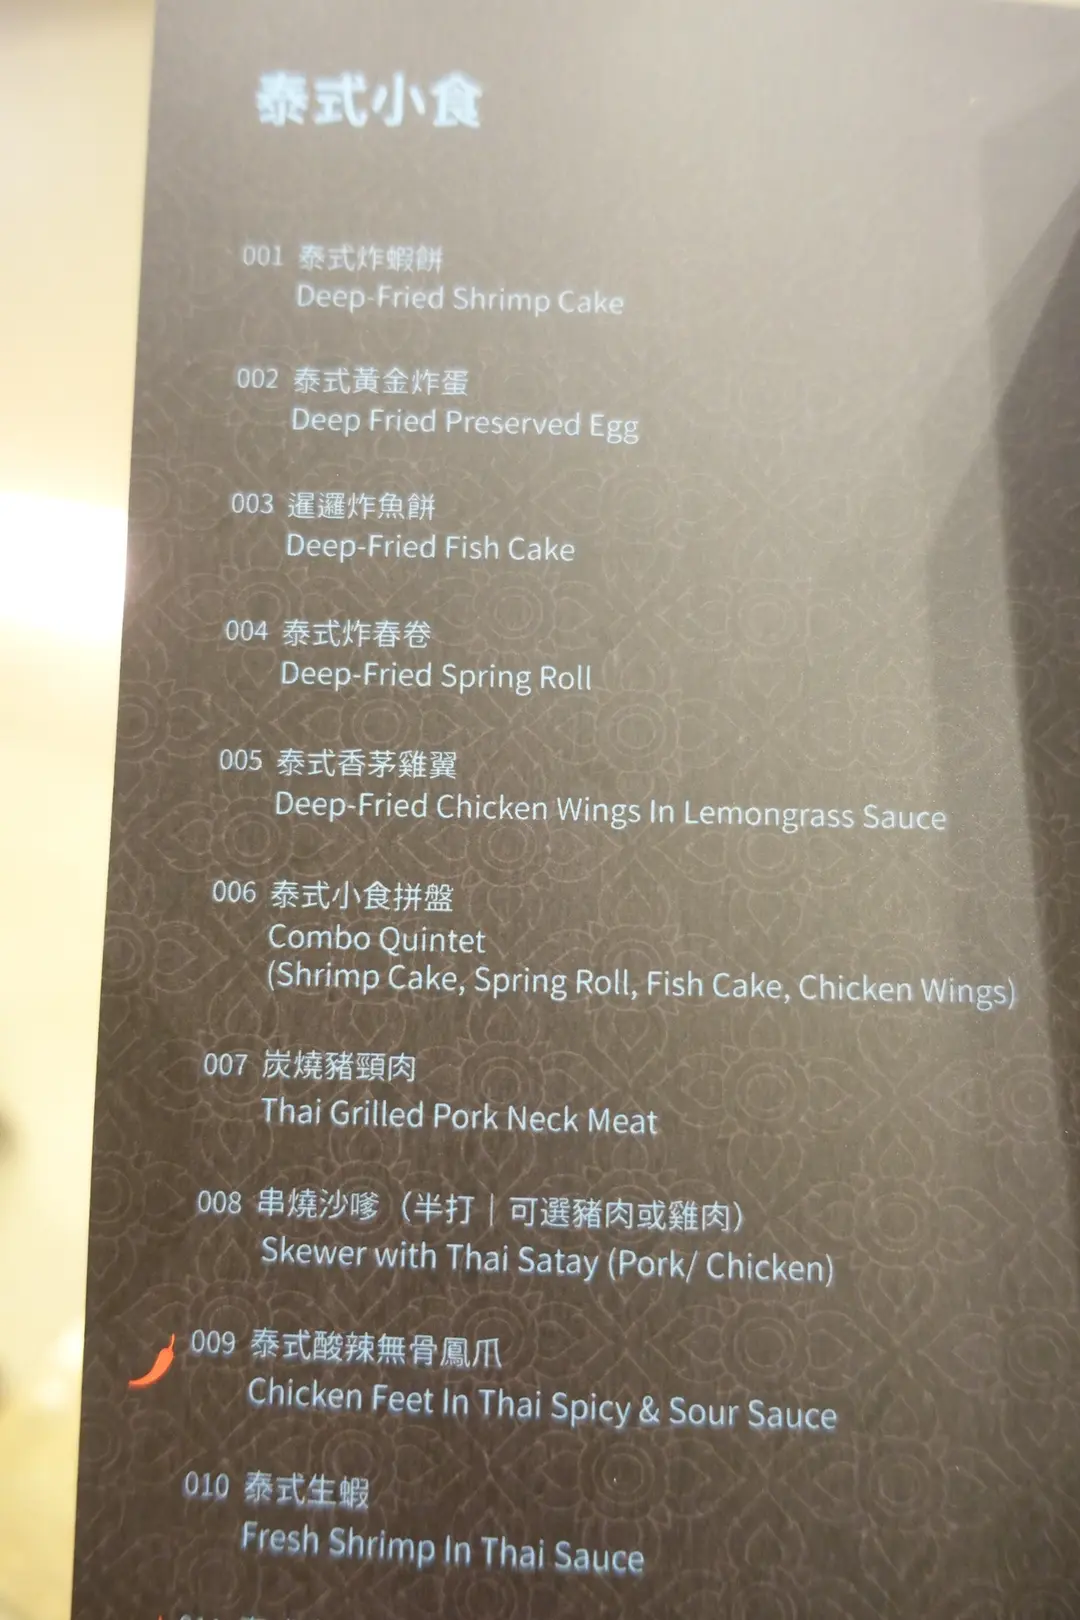 泰式小食
001 泰式炸蝦餅
Deep-Fried Shrimp Cake
002 泰式黃金炸蛋
Deep Fried Preserved Egg
003 暹邏炸魚餅
Deep-Fried Fish Cake
004 泰式炸春卷
Deep-Fried Spring Roll
005 泰式香茅雞翼
Deep-Fried Chicken Wings In Lemongrass Sauce
006 泰式小食拼盤
Combo Quintet
(Shrimp Cake, Spring Roll, Fish Cake, Chicken Wings)
007 炭燒豬頸肉
Thai Grilled Pork Neck Meat
008 串燒沙嗲（半打｜可選豬肉或雞肉）
Skewer with Thai Satay (Pork/ Chicken)
009 泰式酸辣無骨鳳爪
Chicken Feet In Thai Spicy & Sour Sauce
010 泰式生蝦
Fresh Shrimp In Thai Sauce